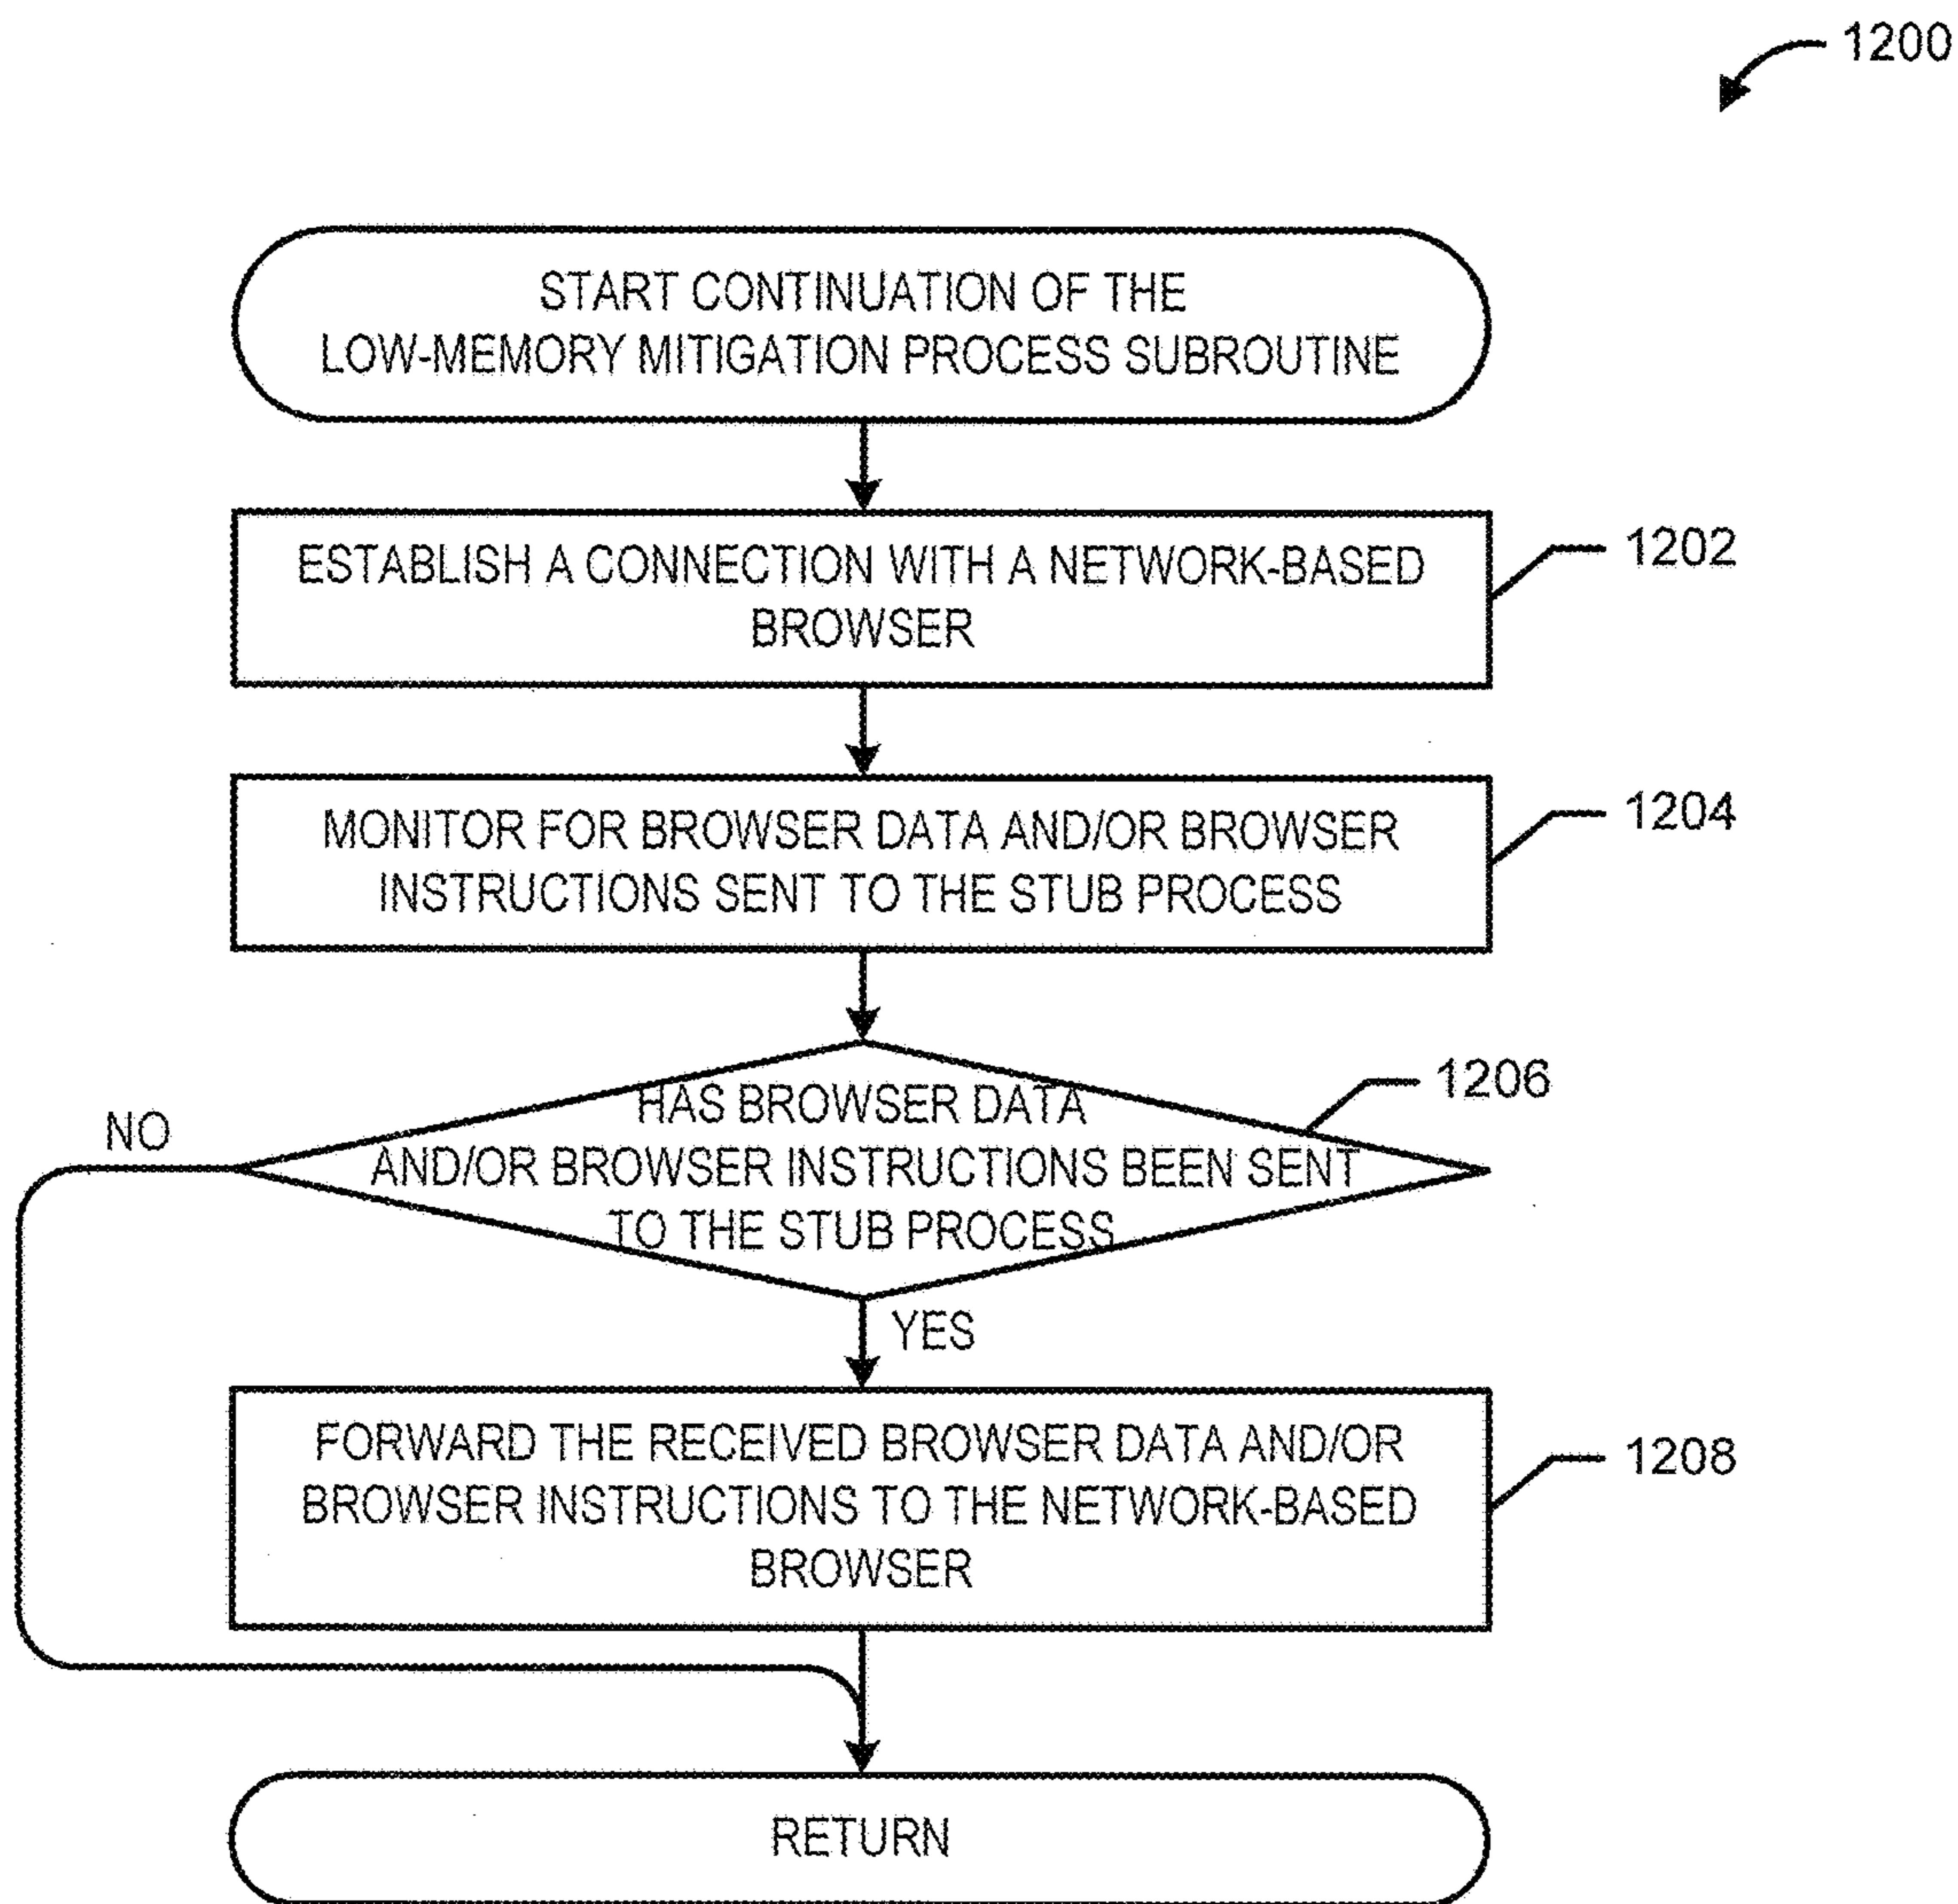 1200
START CONTINUATION OF THE
LOW-MEMORY MITIGATION PROCESS SUBROUTINE
ESTABLISH A CONNECTION WITH A NETWORK-BASED
BROWSER
1202
MONITOR FOR BROWSER DATA AND/OR BROWSER
INSTRUCTIONS SENT TO THE STUB PROCESS
1204
HAS BROWSER DATA
AND/OR BROWSER INSTRUCTIONS BEEN SENT
TO THE STUB PROCESS
1206
NO
YES
FORWARD THE RECEIVED BROWSER DATA AND/OR
BROWSER INSTRUCTIONS TO THE NETWORK-BASED
BROWSER
1208
RETURN